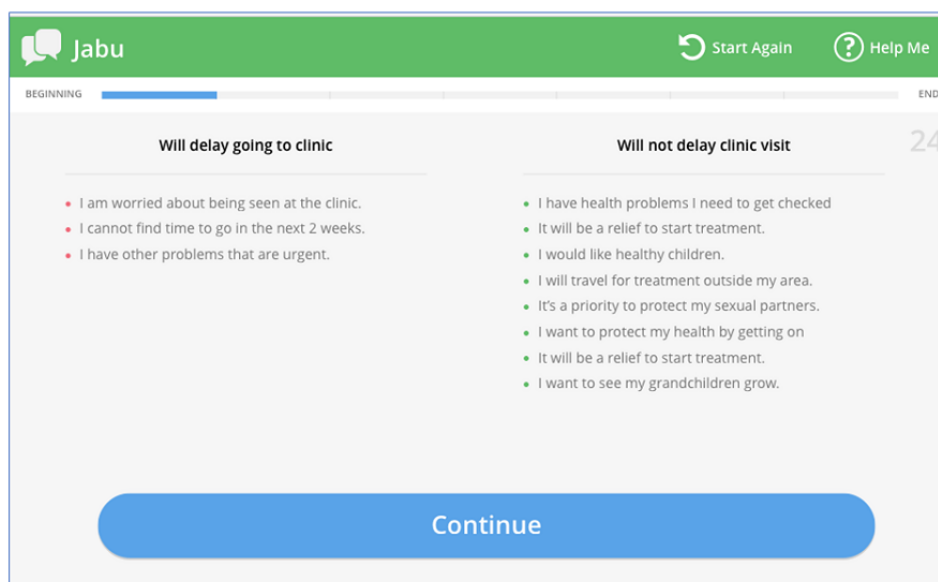 Jabu
Start Again
Help Me
BEGINNING
END
24
Will delay going to clinic
I am worried about being seen at the clinic.
I cannot find time to go in the next 2 weeks.
I have other problems that are urgent.
Will not delay clinic visit
I have health problems I need to get checked
It will be a relief to start treatment.
I would like healthy children.
I will travel for treatment outside my area.
It's a priority to protect my sexual partners.
I want to protect my health by getting on
It will be a relief to start treatment.
I want to see my grandchildren grow.
Continue